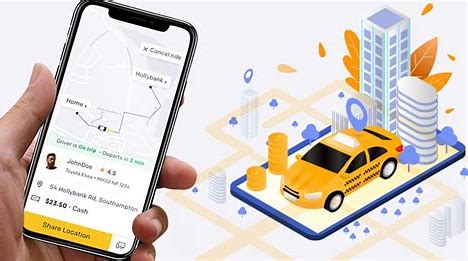 Cancal ride
Hollybank >
Home >
Driver is On trip - Departs in 2 min
JohnDoe ★ 4.5
54 Hollybank Rd, Southampton
$23.50 · Cash
Share Location